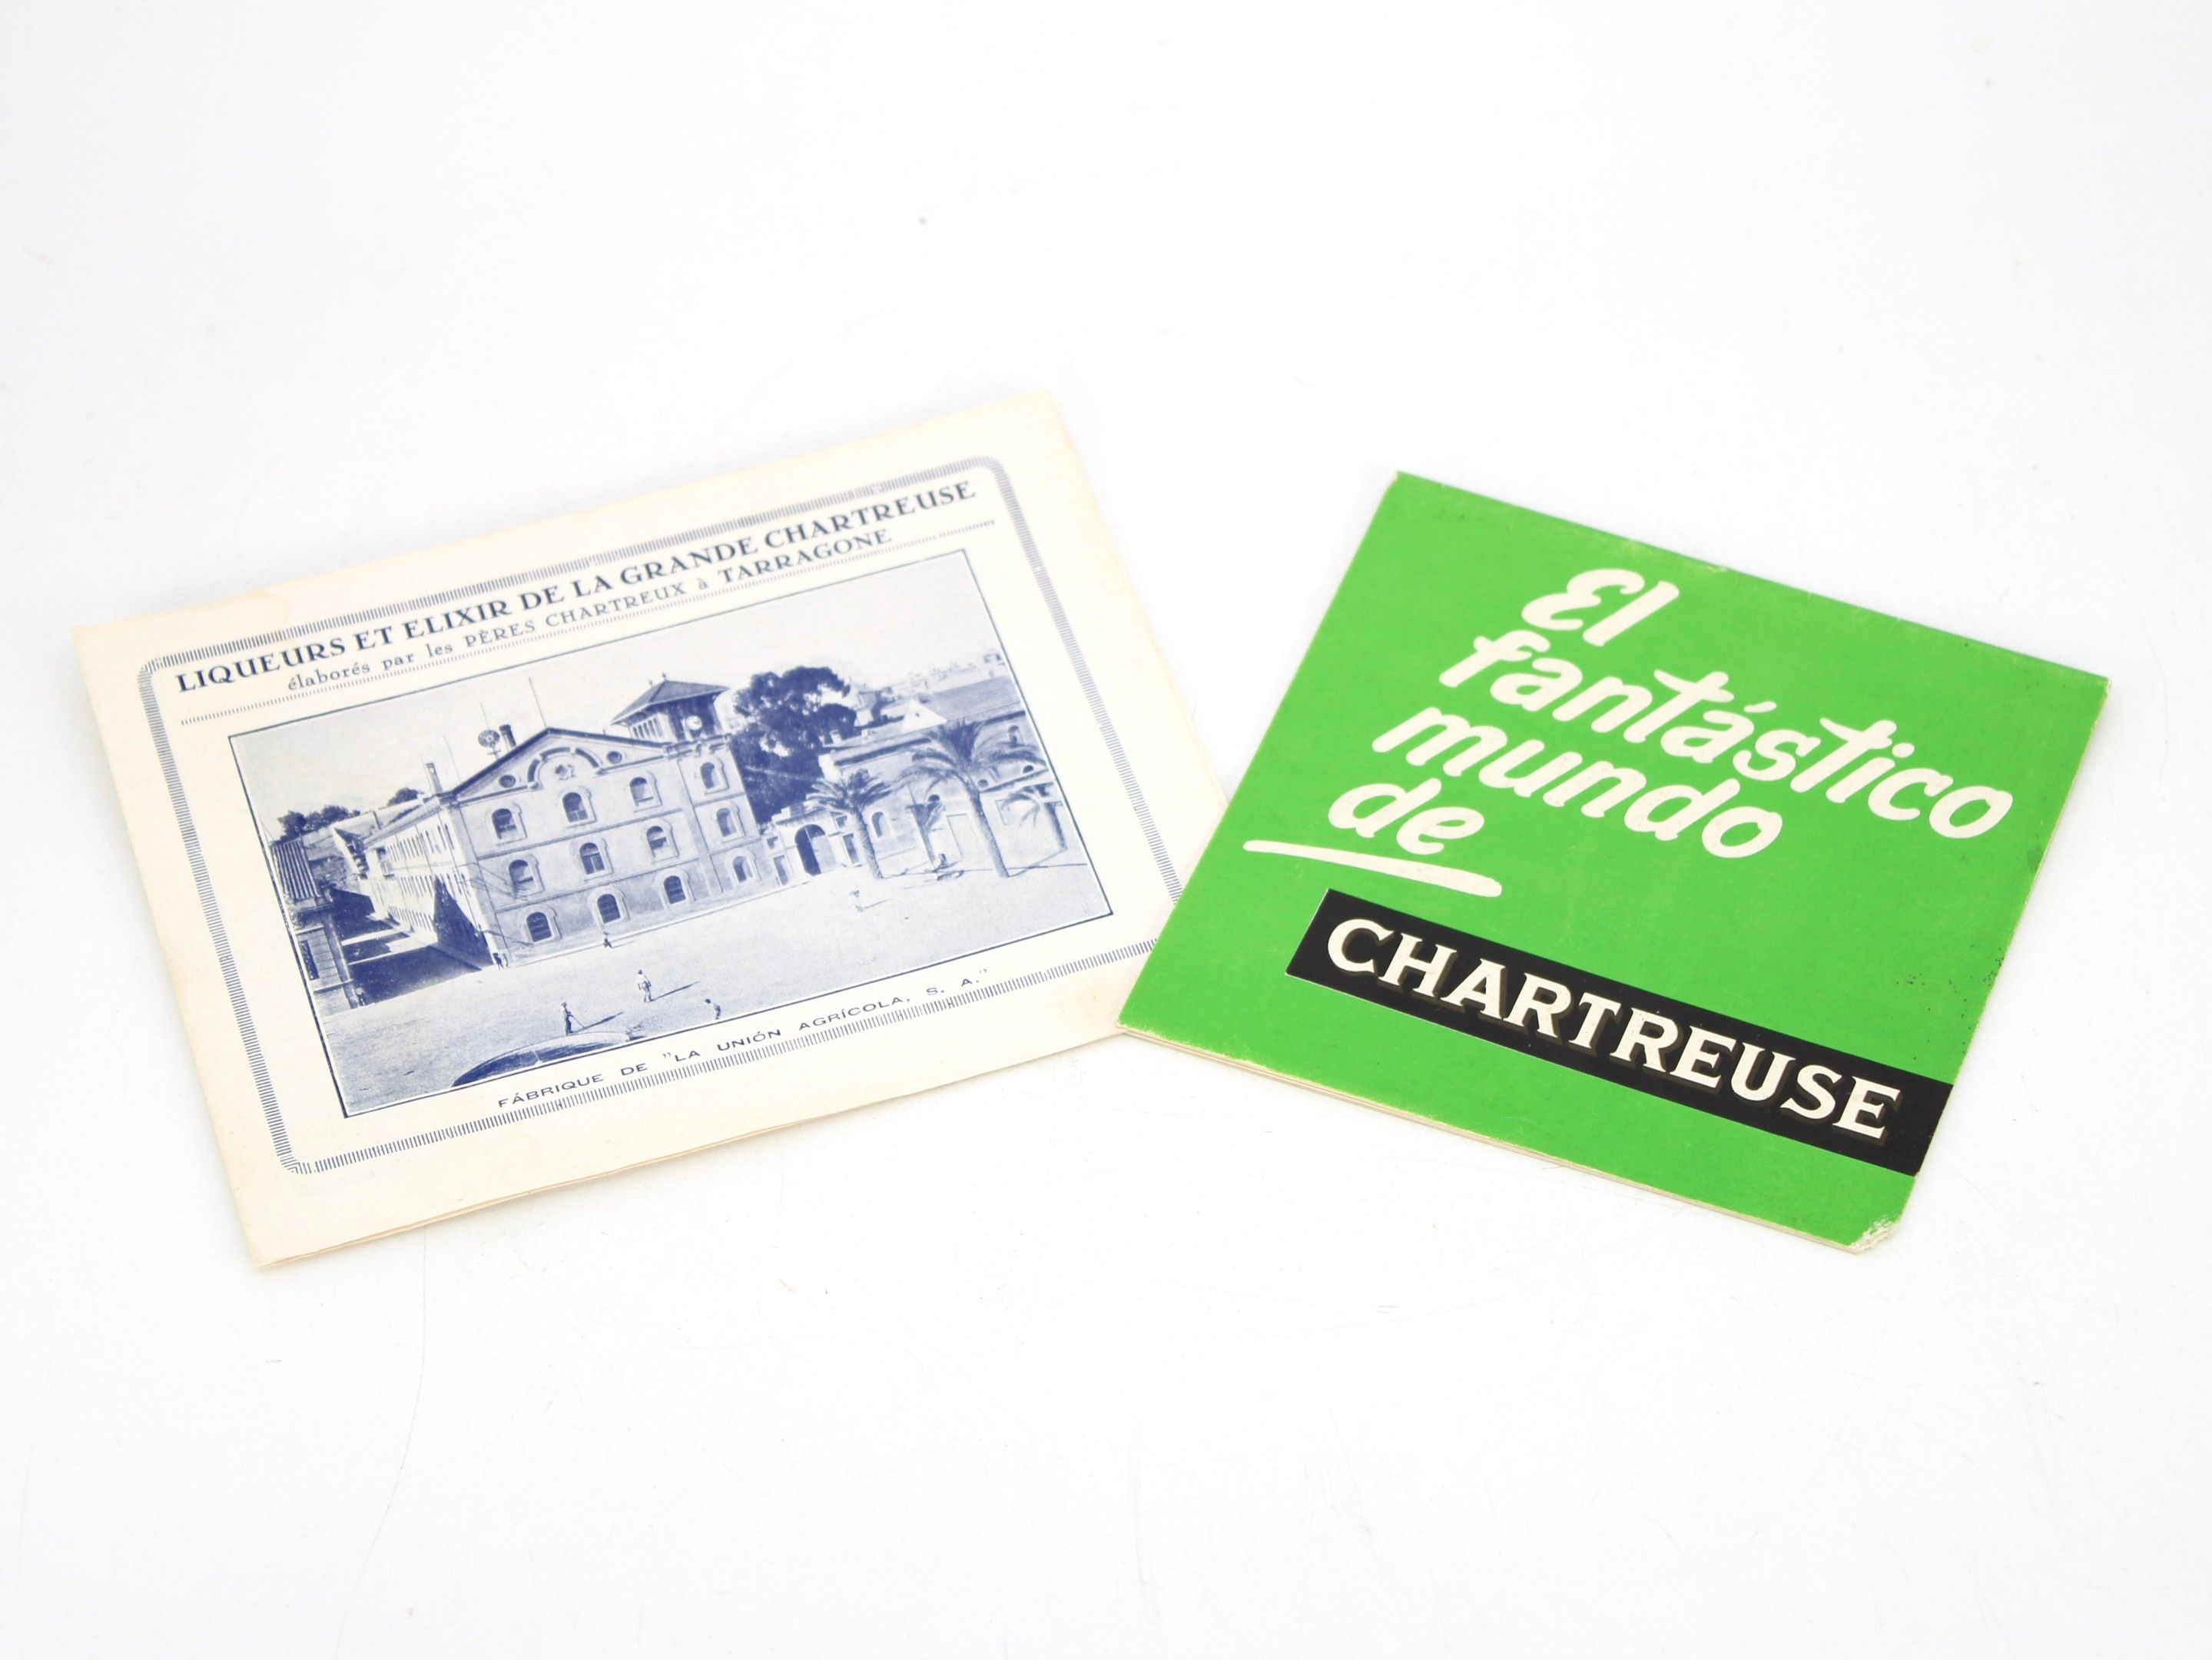 LIQUEURS ET ELIXIR DE LA GRANDE CHARTREUSE
élaborés par les PÈRES CHARTREUX à TARRAGONE
FÁBRIQUE DE "LA UNIÓN AGRÍCOLA, S. A."
El
fantástico
mundo
de
CHARTREUSE